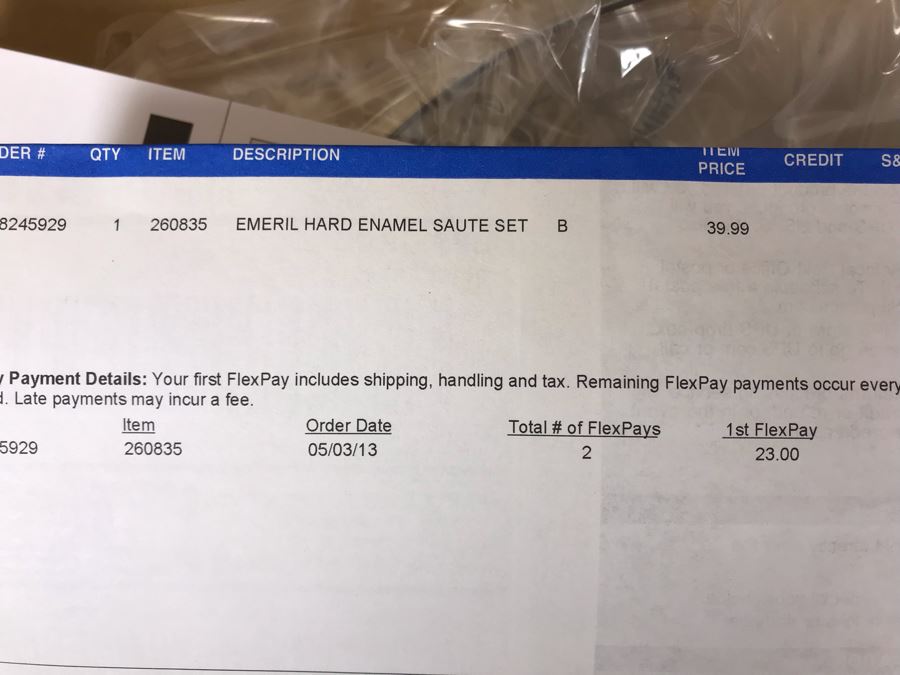 DER # QTY ITEM DESCRIPTION ITEM PRICE CREDIT S&
8245929 1 260835 EMERIL HARD ENAMEL SAUTE SET B 39.99
y Payment Details: Your first FlexPay includes shipping, handling and tax. Remaining FlexPay payments occur every
d. Late payments may incur a fee.
Item Order Date Total # of FlexPays 1st FlexPay
5929 260835 05/03/13 2 23.00